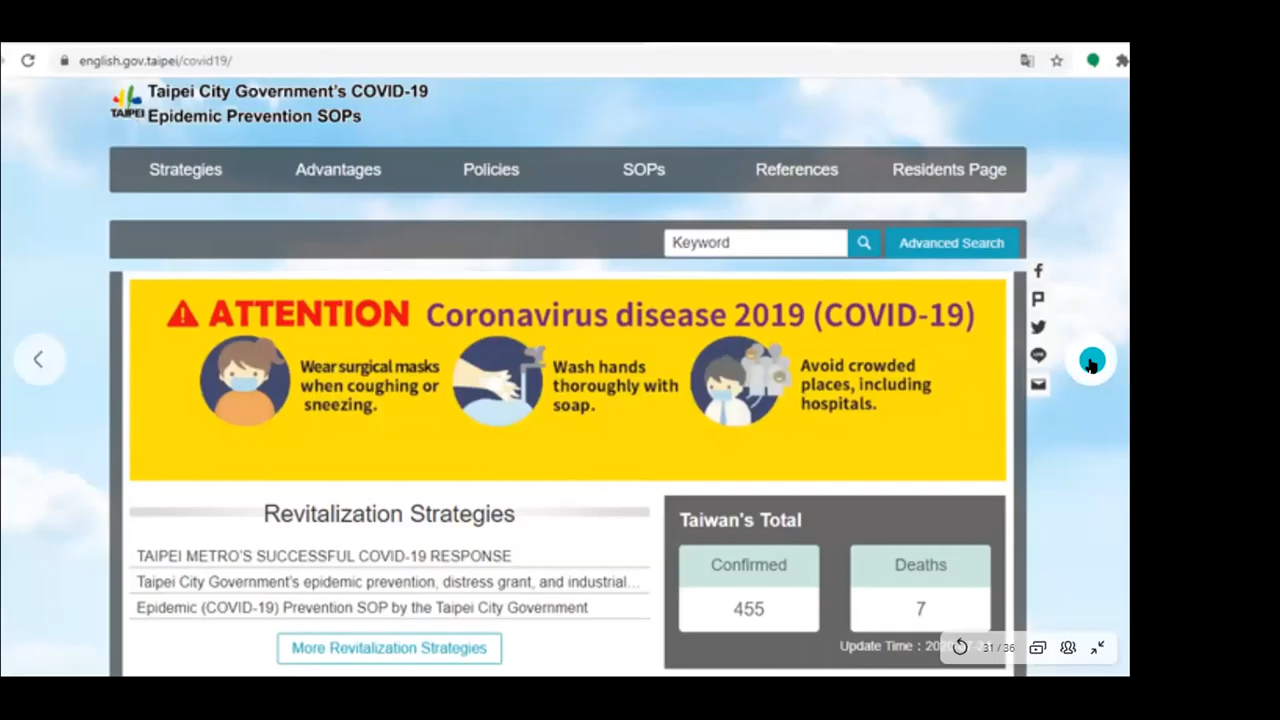 english.gov.taipei/covid19/
Taipei City Government's COVID-19
TAIPEI Epidemic Prevention SOPs
Strategies Advantages Policies SOPs References Residents Page
Keyword Advanced Search
ATTENTION Coronavirus disease 2019 (COVID-19)
Wear surgical masks
when coughing or
sneezing.
Wash hands
thoroughly with
soap.
Avoid crowded
places, including
hospitals.
Revitalization Strategies
TAIPEI METRO'S SUCCESSFUL COVID-19 RESPONSE
Taipei City Government's epidemic prevention, distress grant, and industrial...
Epidemic (COVID-19) Prevention SOP by the Taipei City Government
More Revitalization Strategies
Taiwan's Total
Confirmed Deaths
455 7
Update Time :
31 / 36